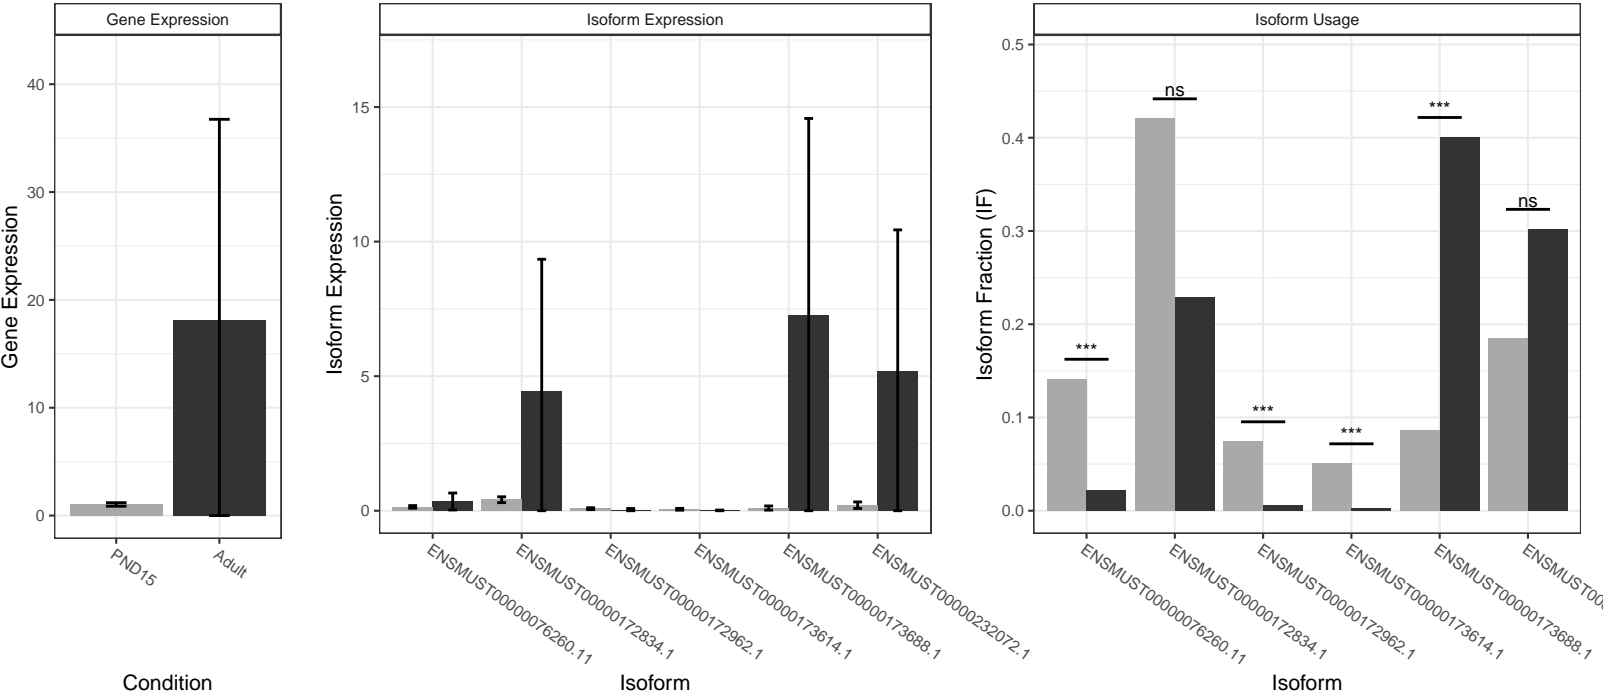 Gene Expression
Gene Expression
40
30
20
10
0
PND15
Adult
Condition
Isoform Expression
Isoform Expression
15
10
5
0
ENSMUST00000076260.11
ENSMUST00000172834.1
ENSMUST00000172962.1
ENSMUST00000173614.1
ENSMUST00000173688.1
ENSMUST00000232072.1
Isoform
Isoform Usage
Isoform Fraction (IF)
0.5
0.4
0.3
0.2
0.1
0.0
***
ns
***
***
***
ns
ENSMUST00000076260.11
ENSMUST00000172834.1
ENSMUST00000172962.1
ENSMUST00000173614.1
ENSMUST00000173688.1
Isoform